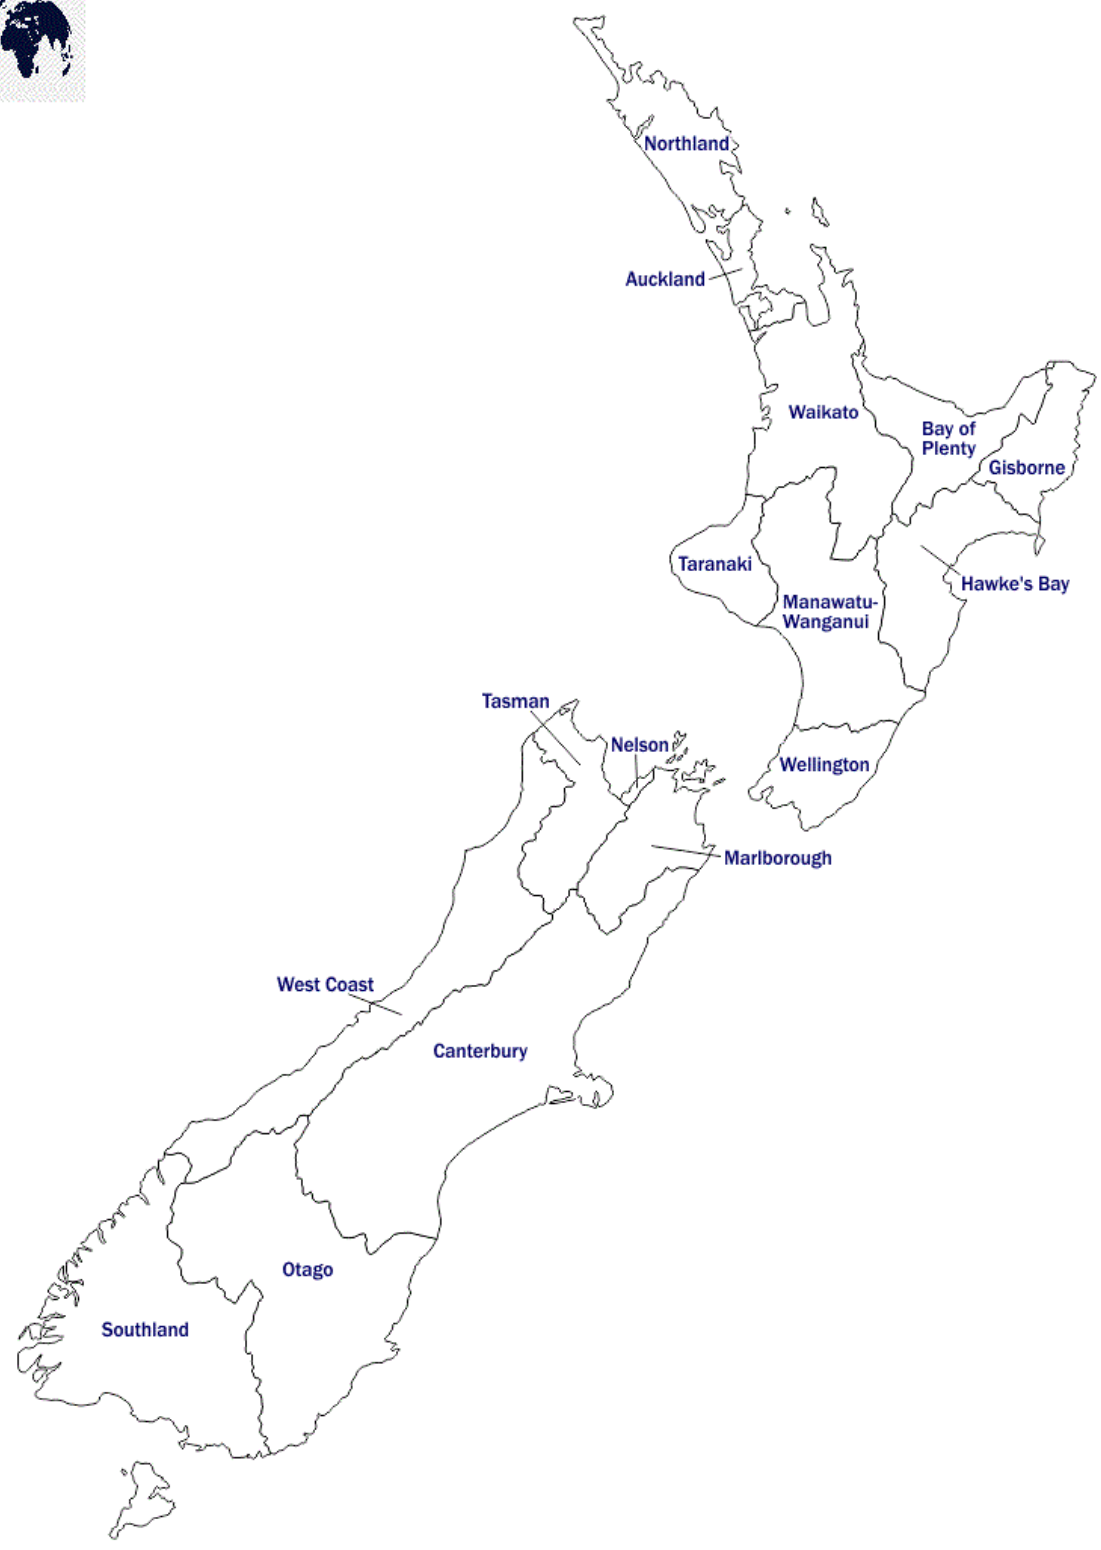 Northland
Auckland
Waikato
Bay of
Plenty
Gisborne
Taranaki
Hawke's Bay
Manawatu-
Wanganui
Tasman
Nelson
Wellington
Marlborough
West Coast
Canterbury
Otago
Southland